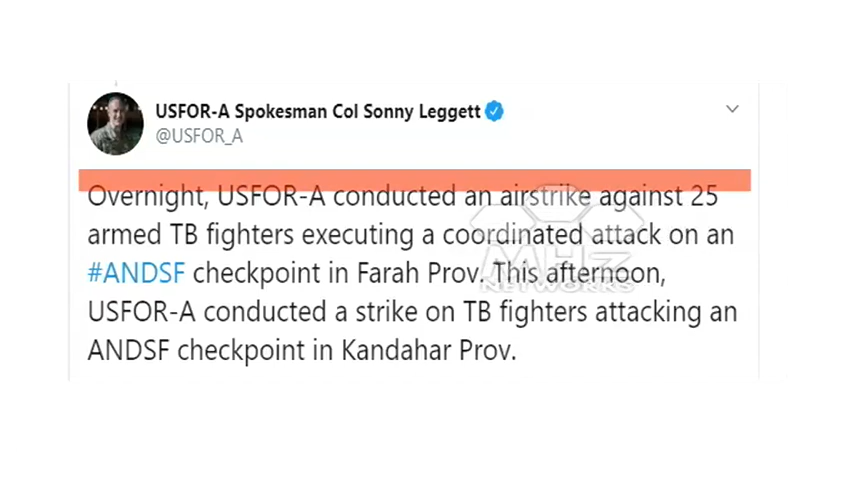 USFOR-A Spokesman Col Sonny Leggett
@USFOR_A
Overnight, USFOR-A conducted an airstrike against 25
armed TB fighters executing a coordinated attack on an
#ANDSF checkpoint in Farah Prov. This afternoon,
USFOR-A conducted a strike on TB fighters attacking an
ANDSF checkpoint in Kandahar Prov.
MHZ
NETWORKS